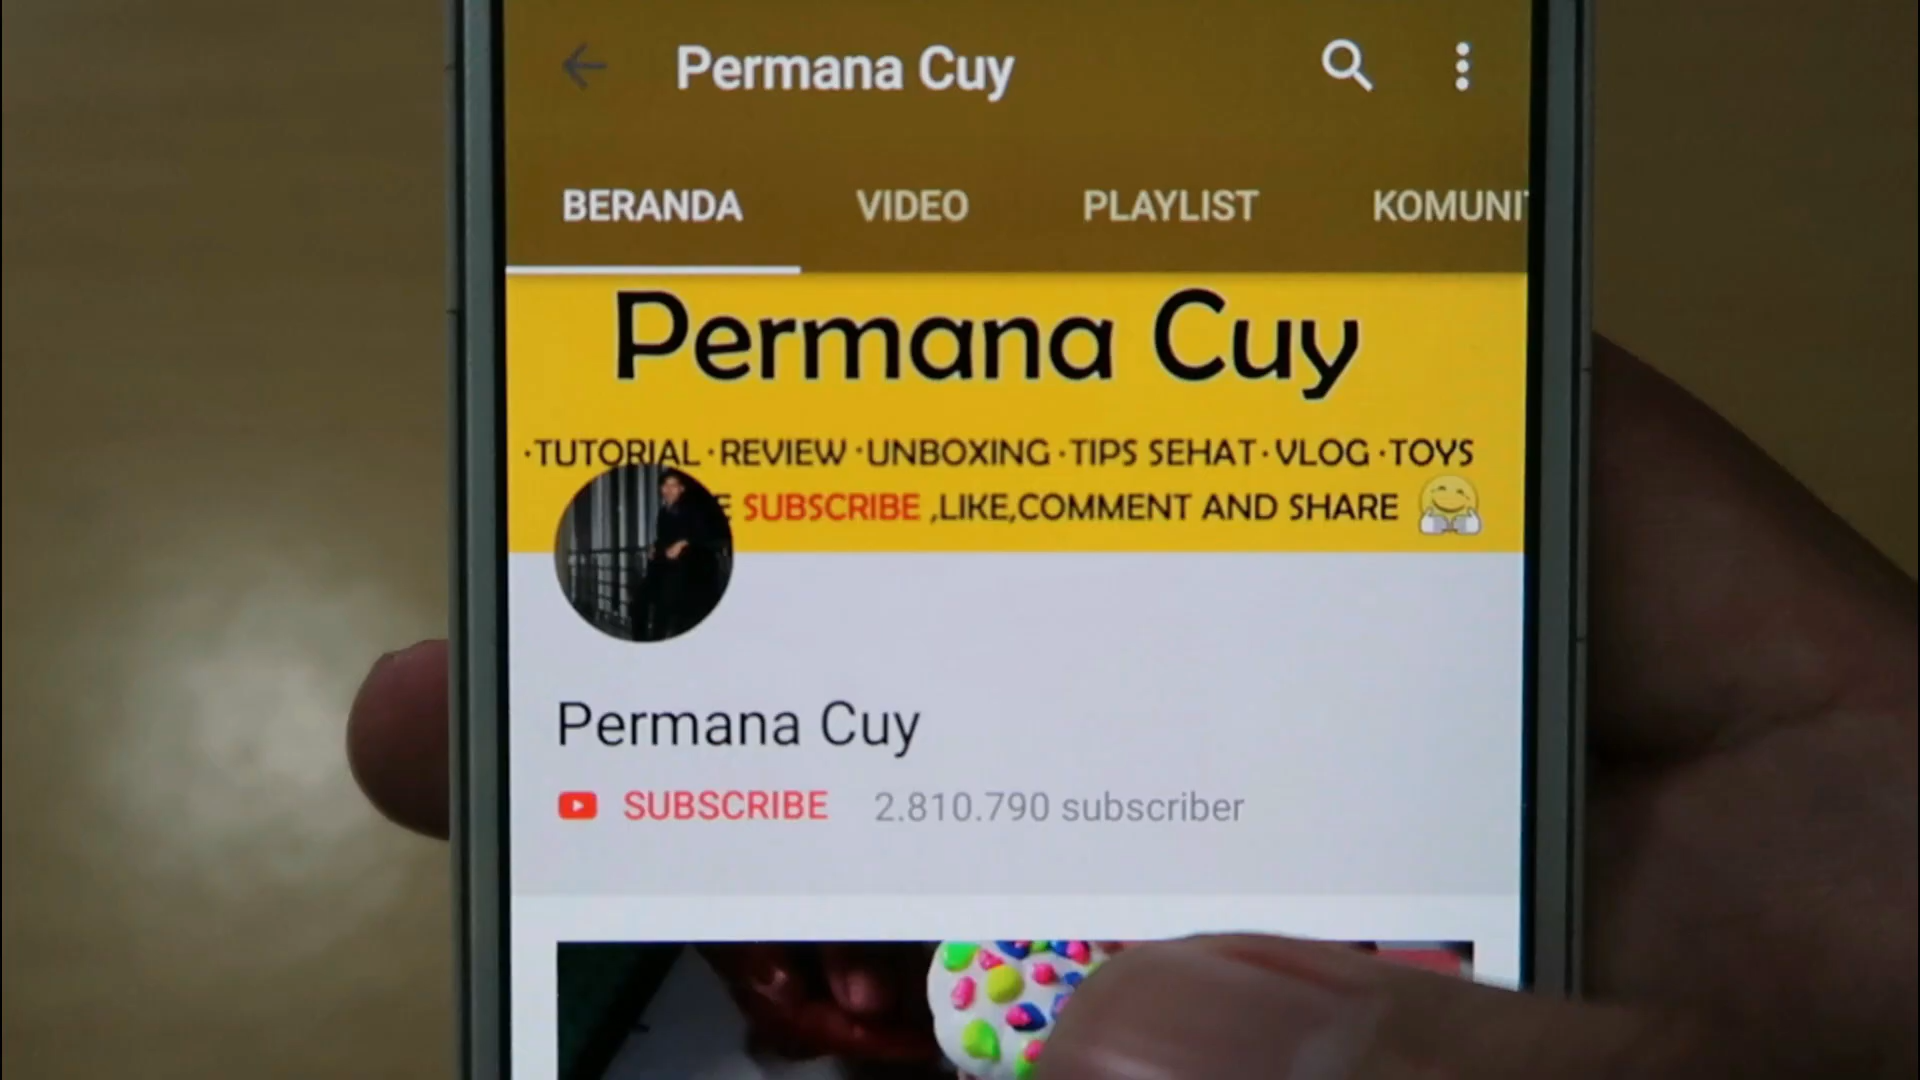 Permana Cuy
BERANDA VIDEO PLAYLIST KOMUNIT
Permana Cuy
·TUTORIAL ·REVIEW ·UNBOXING ·TIPS SEHAT ·VLOG ·TOYS
SUBSCRIBE ,LIKE,COMMENT AND SHARE
Permana Cuy
SUBSCRIBE 2.810.790 subscriber